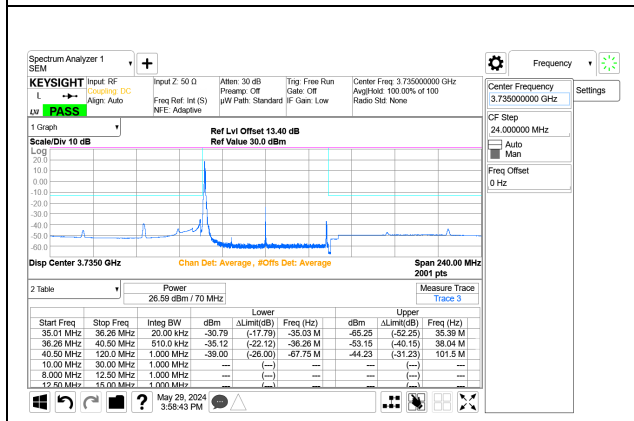 Spectrum Analyzer 1
SEM
Frequency
KEYSIGHT
Input: RF
Coupling: DC
Align: Auto
Input Z: 50 Ω
Freq Ref: Int (S)
NFE: Adaptive
Atten: 30 dB
Preamp: Off
µW Path: Standard
Trig: Free Run
Gate: Off
IF Gain: Low
Center Freq: 3.735000000 GHz
Avg|Hold: 100.00% of 100
Radio Std: None
L
PASS
Center Frequency
3.735000000 GHz
Settings
CF Step
24.000000 MHz
Auto
Man
Freq Offset
0 Hz
1 Graph
Scale/Div 10 dB
Ref Lvl Offset 13.40 dB
Ref Value 30.0 dBm
Log
20.0
10.0
0.00
-10.0
-20.0
-30.0
-40.0
-50.0
-60.0
Disp Center 3.7350 GHz
Chan Det: Average, #Offs Det: Average
Span 240.00 MHz
2001 pts
2 Table
Power
26.59 dBm / 70 MHz
Measure Trace
Trace 3
Lower Upper
Start Freq Stop Freq Integ BW dBm ΔLimit(dB) Freq (Hz) dBm ΔLimit(dB) Freq (Hz)
35.01 MHz 36.26 MHz 20.00 kHz -30.79 (-17.79) -35.03 M -65.25 (-52.25) 35.39 M
36.26 MHz 40.50 MHz 510.0 kHz -35.12 (-22.12) -36.26 M -53.15 (-40.15) 38.04 M
40.50 MHz 120.0 MHz 1.000 MHz -39.00 (-26.00) -67.75 M -44.23 (-31.23) 101.5 M
10.00 MHz 30.00 MHz 1.000 MHz --- (---) --- --- (---) ---
8.000 MHz 12.50 MHz 1.000 MHz --- (---) --- --- (---) ---
12.50 MHz 15.00 MHz 1.000 MHz --- (---) --- --- (---) ---
May 29, 2024
3:58:43 PM